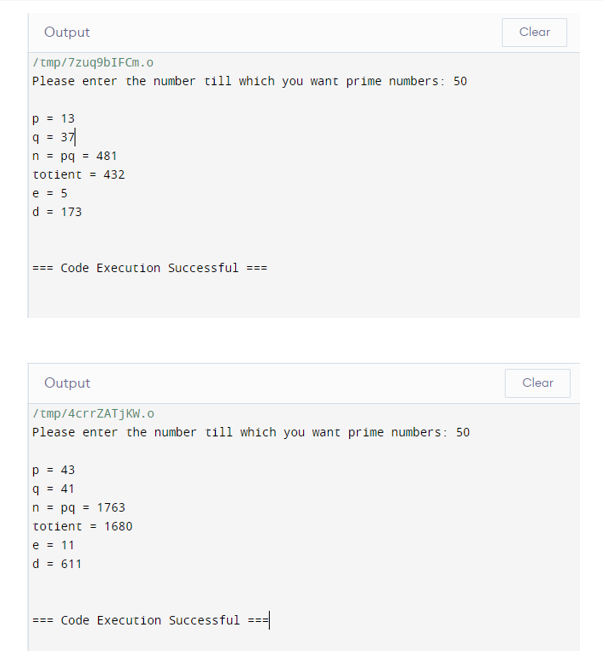 Output
Clear
/tmp/7zuq9bIFCm.o
Please enter the number till which you want prime numbers: 50
p = 13
q = 37
n = pq = 481
totient = 432
e = 5
d = 173
=== Code Execution Successful ===
Output
Clear
/tmp/4crrZATjKW.o
Please enter the number till which you want prime numbers: 50
p = 43
q = 41
n = pq = 1763
totient = 1680
e = 11
d = 611
=== Code Execution Successful ===